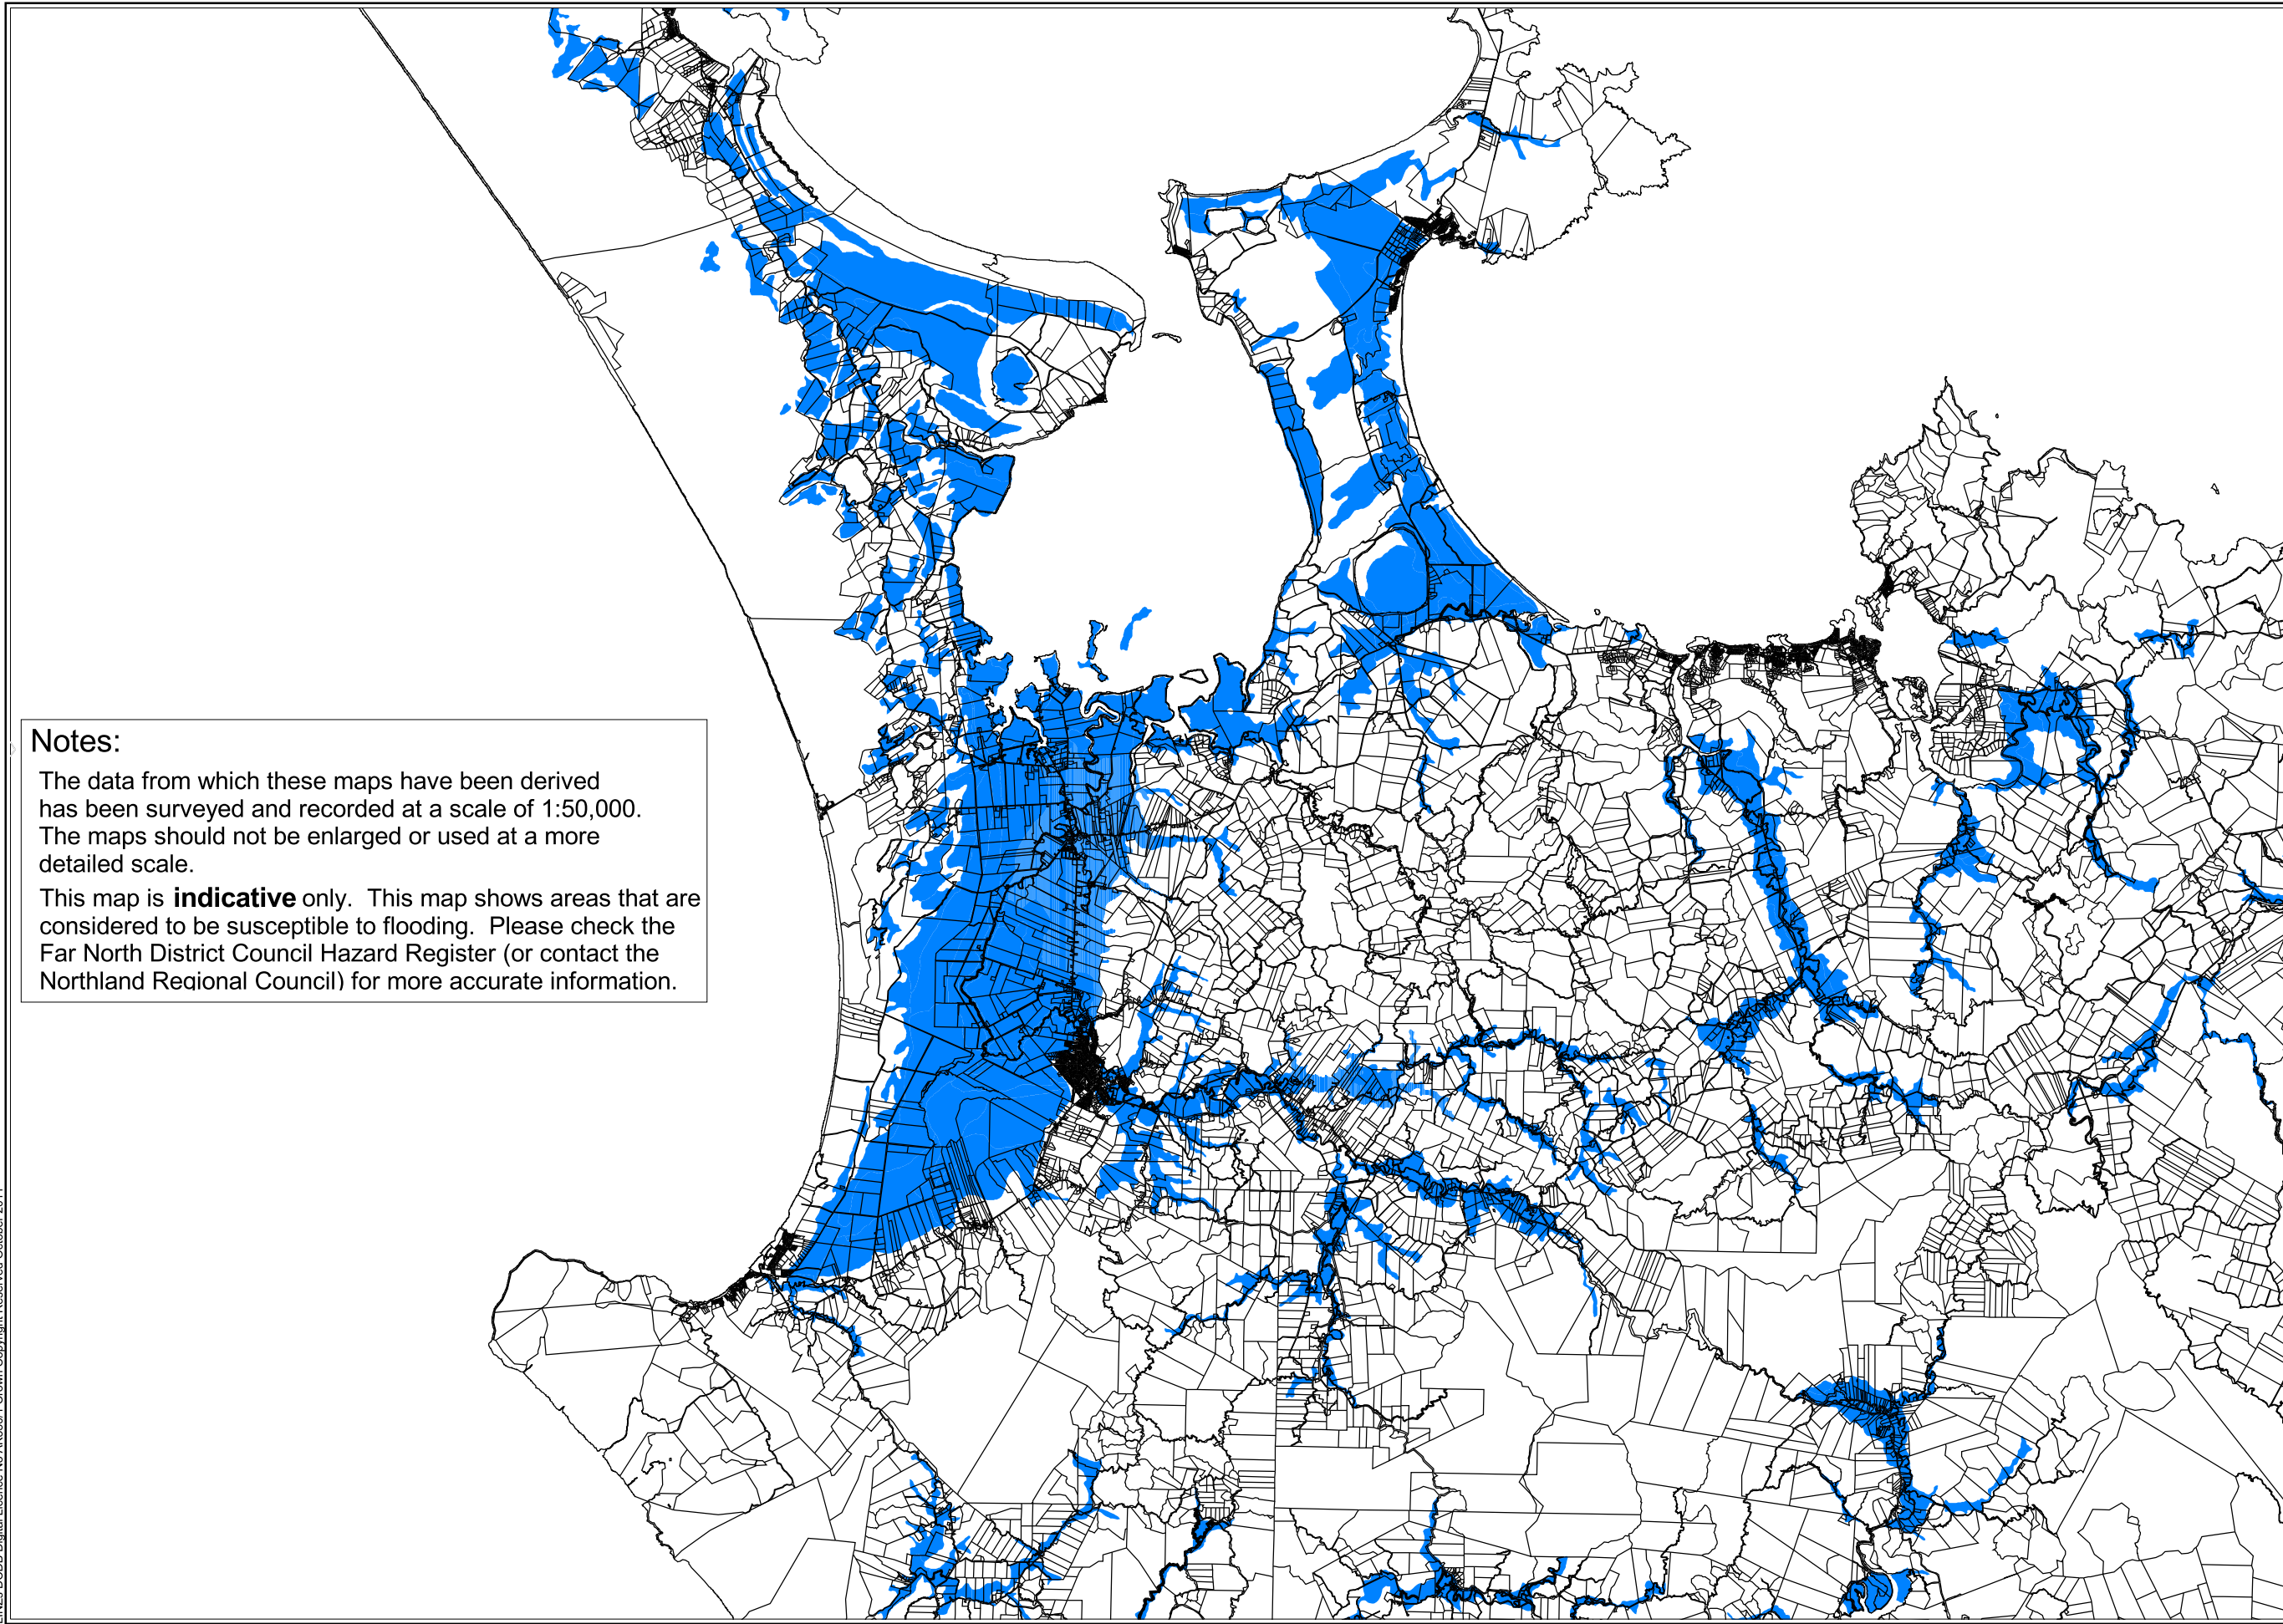 Notes:
The data from which these maps have been derived
has been surveyed and recorded at a scale of 1:50,000.
The maps should not be enlarged or used at a more
detailed scale.
This map is indicative only. This map shows areas that are
considered to be susceptible to flooding. Please check the
Far North District Council Hazard Register (or contact the
Northland Regional Council) for more accurate information.